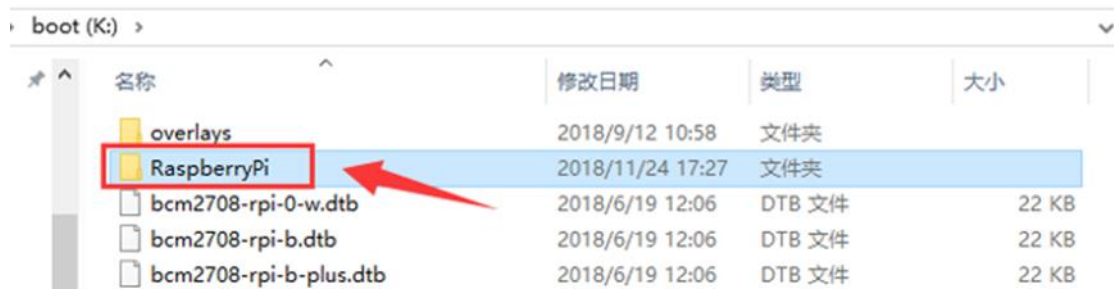 boot (K:)
名称 修改日期 类型 大小
overlays 2018/9/12 10:58 文件夹
RaspberryPi 2018/11/24 17:27 文件夹
bcm2708-rpi-0-w.dtb 2018/6/19 12:06 DTB 文件 22 KB
bcm2708-rpi-b.dtb 2018/6/19 12:06 DTB 文件 22 KB
bcm2708-rpi-b-plus.dtb 2018/6/19 12:06 DTB 文件 22 KB